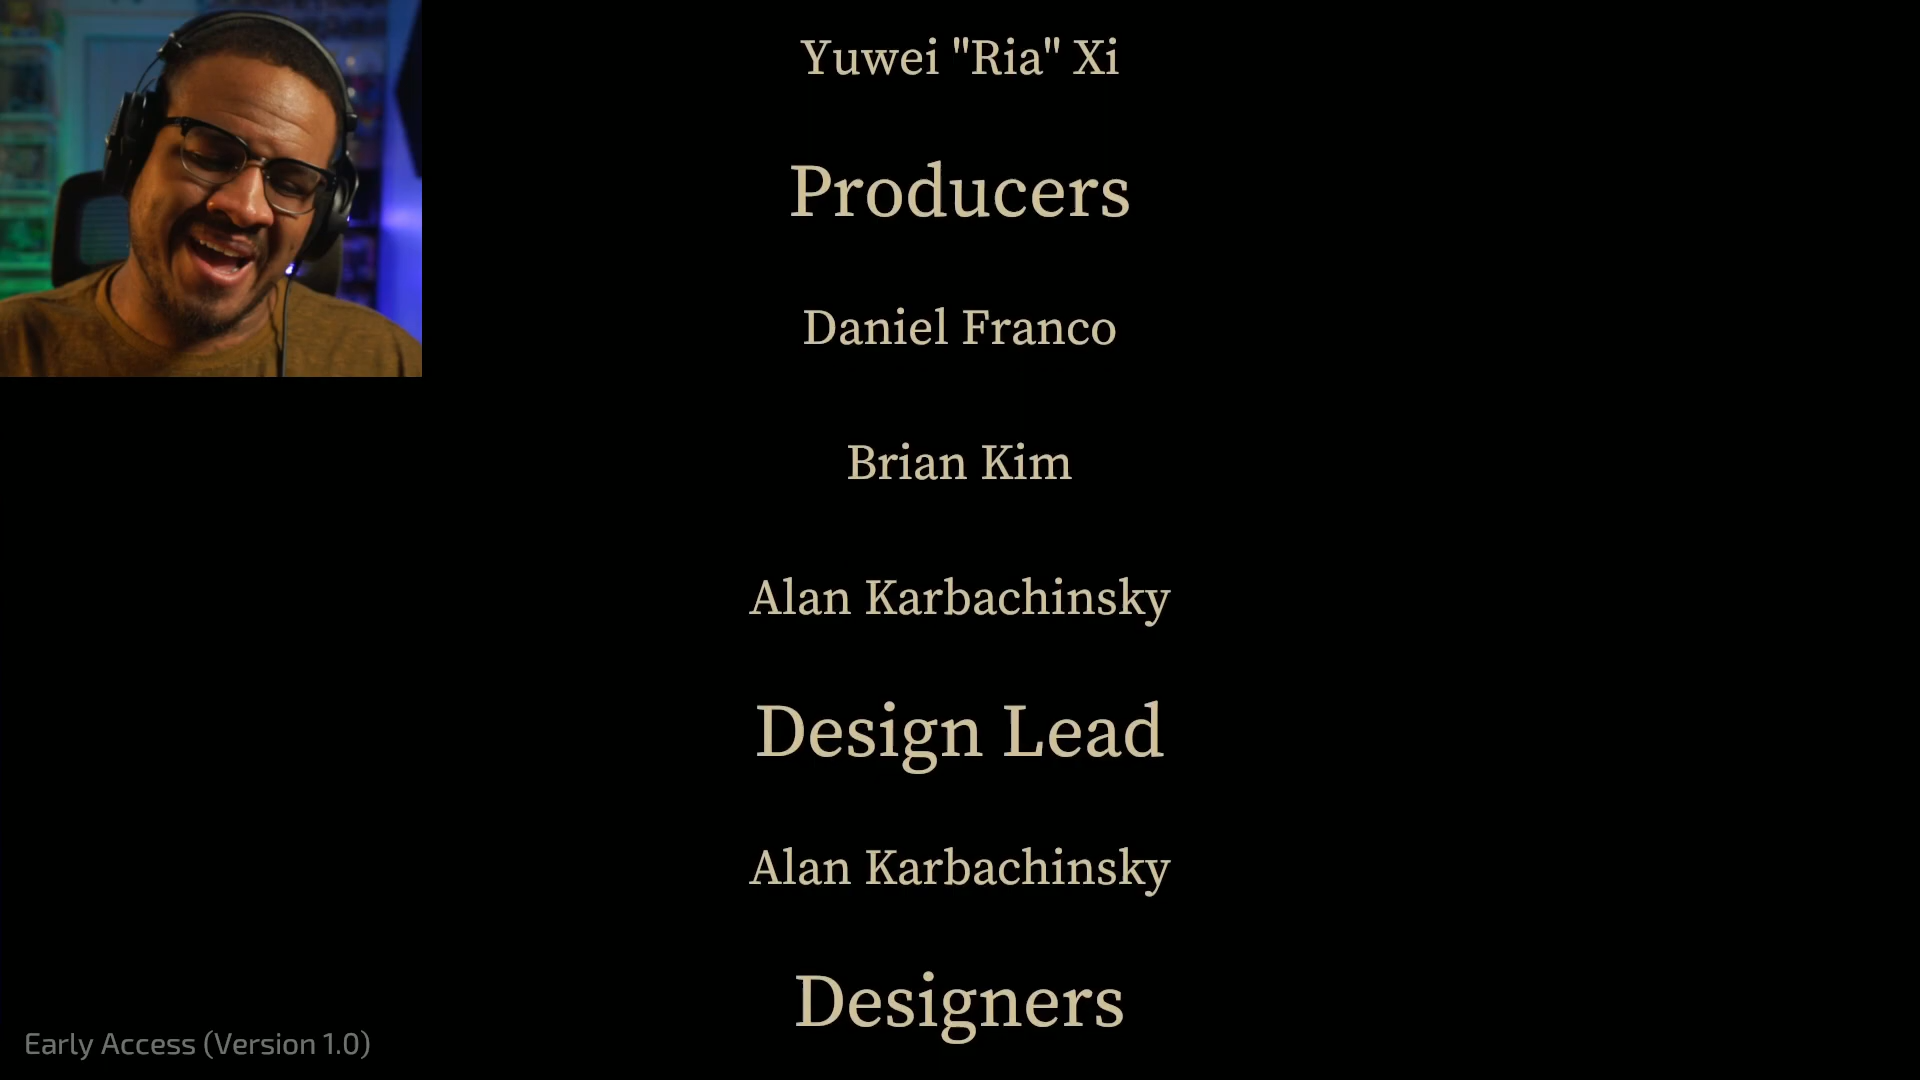 Yuwei "Ria" Xi
Producers
Daniel Franco
Brian Kim
Alan Karbachinsky
Design Lead
Alan Karbachinsky
Designers
Early Access (Version 1.0)